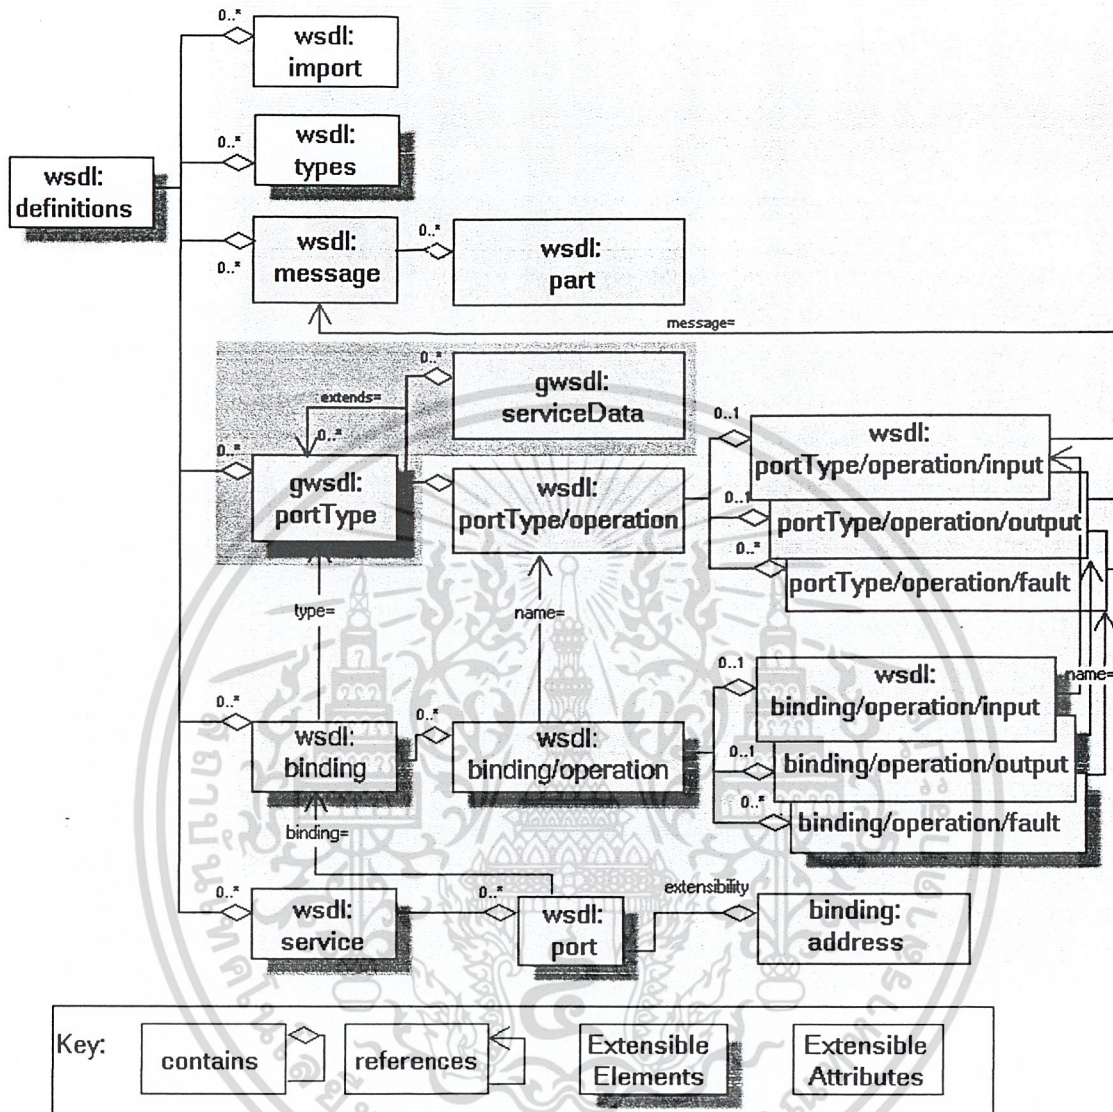 0..*
wsdl:
import
0..*
wsdl:
types
wsdl:
definitions
0..*
wsdl:
message
0..*
wsdl:
part
message=
0..*
gwsdl:
serviceData
extends=
0..*
0..*
gwsdl:
portType
wsdl:
portType/operation
0..1
wsdl:
portType/operation/input
0..1
portType/operation/output
0..*
portType/operation/fault
type=
name=
0..1
wsdl:
binding/operation/input
name=
0..*
wsdl:
binding
0..*
wsdl:
binding/operation
0..1
binding/operation/output
0..*
binding/operation/fault
binding=
0..*
wsdl:
service
0..*
wsdl:
port
extensibility
binding:
address
Key:
contains
references
Extensible
Elements
Extensible
Attributes